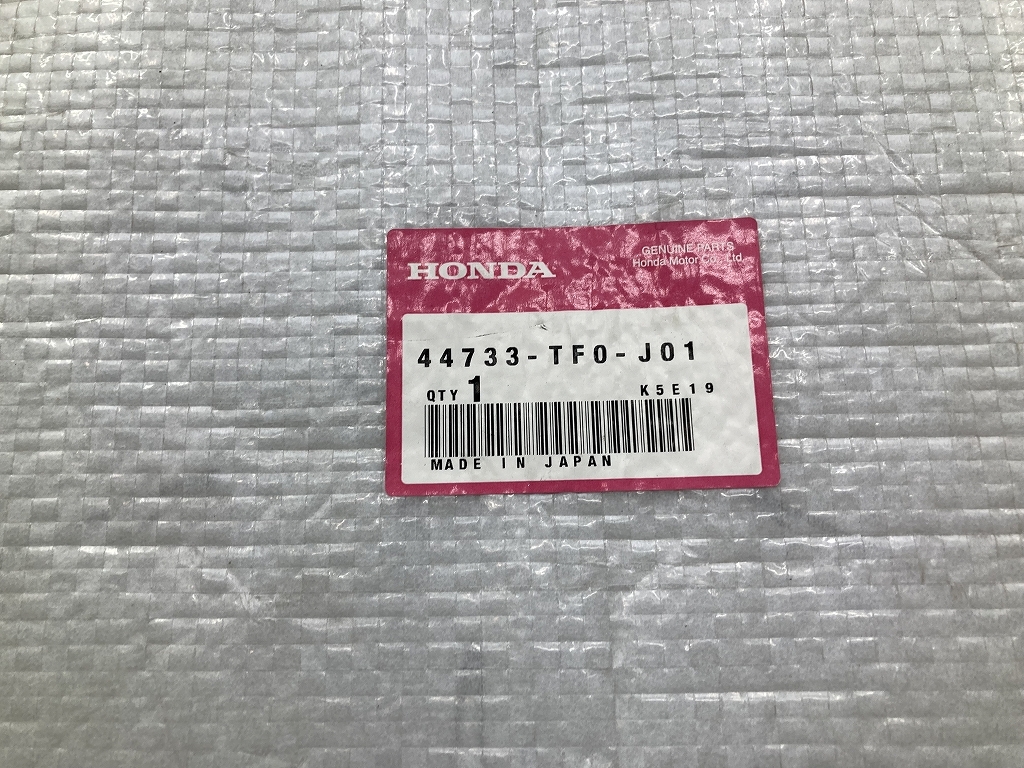 HONDA
GENUINE PARTS
Honda Motor Co., Ltd.
44733-TF0-J01
QTY 1 K5E19
MADE IN JAPAN